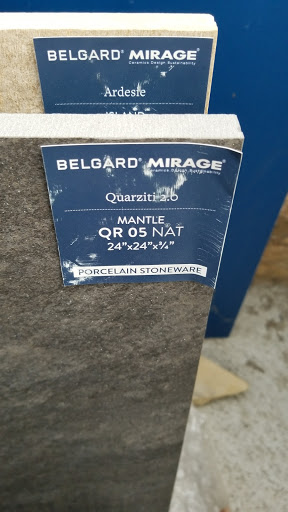 BELGARD® MIRAGE®
Ceramics Design Sustainability
Ardesie
ISLAND
BELGARD® MIRAGE®
Ceramics Design Sustainability
Quarziti 2.0
MANTLE
QR 05 NAT
24"x24"x¾"
PORCELAIN STONEWARE